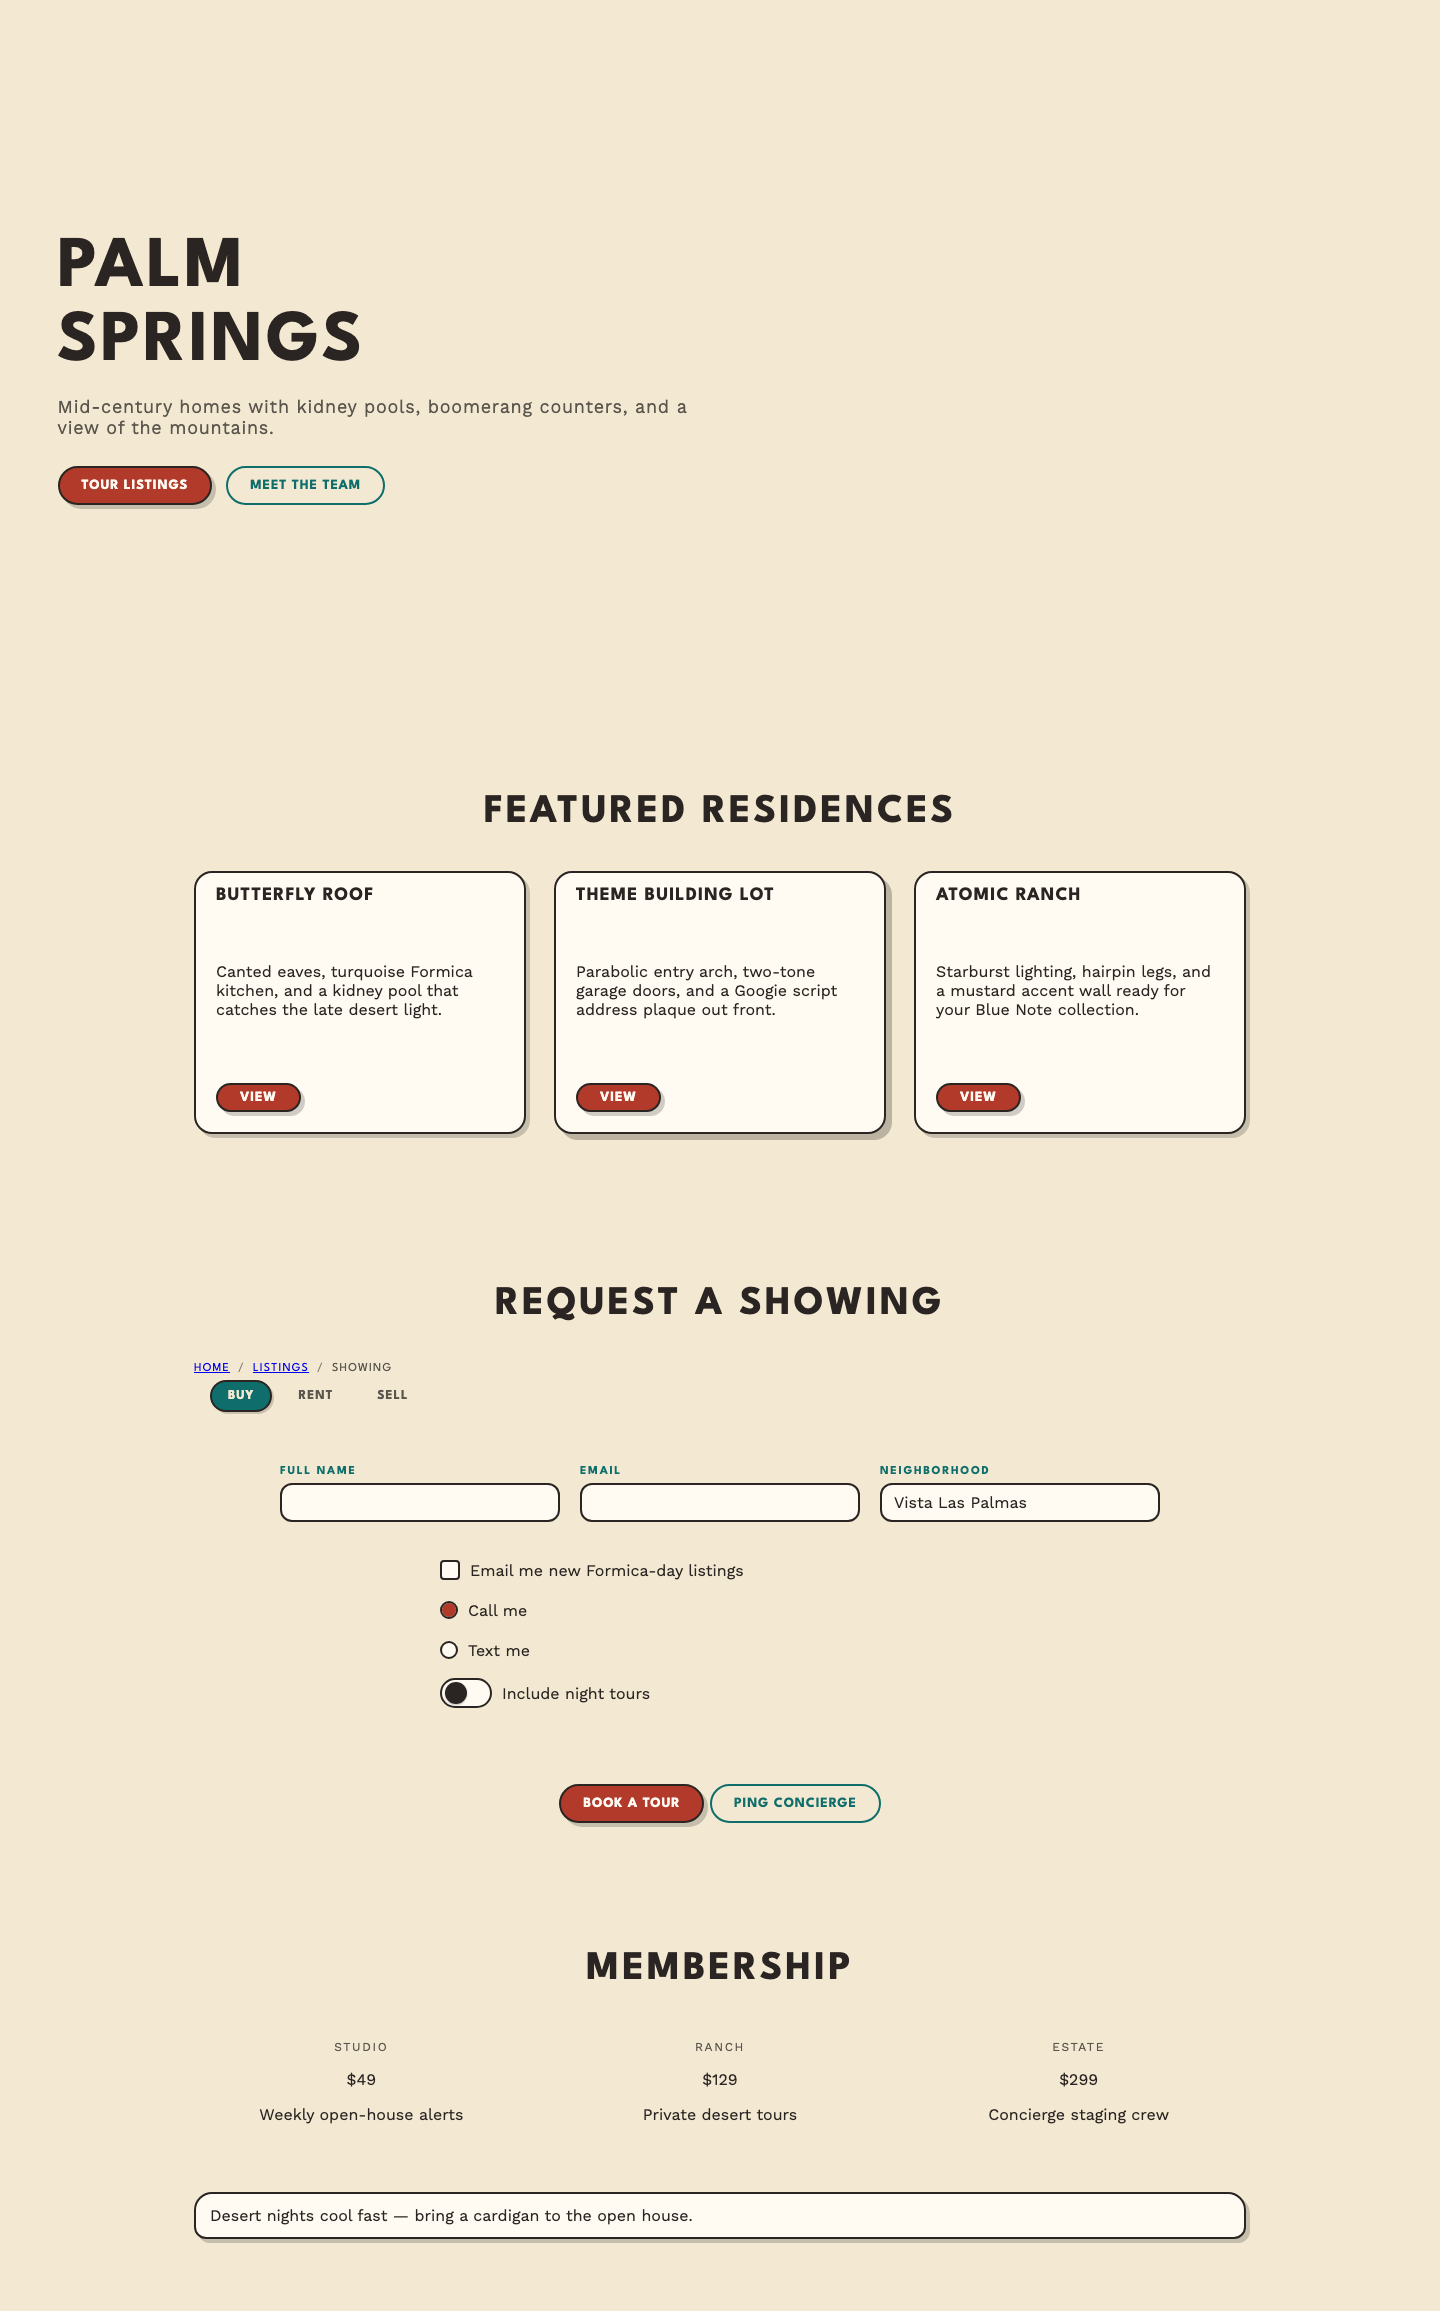 PALM
SPRINGS
Mid-century homes with kidney pools, boomerang counters, and a
view of the mountains.
TOUR LISTINGS
MEET THE TEAM
FEATURED RESIDENCES
BUTTERFLY ROOF
Canted eaves, turquoise Formica
kitchen, and a kidney pool that
catches the late desert light.
VIEW
THEME BUILDING LOT
Parabolic entry arch, two-tone
garage doors, and a Googie script
address plaque out front.
VIEW
ATOMIC RANCH
Starburst lighting, hairpin legs, and
a mustard accent wall ready for
your Blue Note collection.
VIEW
REQUEST A SHOWING
HOME / LISTINGS / SHOWING
BUY RENT SELL
FULL NAME
EMAIL
NEIGHBORHOOD
Vista Las Palmas
Email me new Formica-day listings
Call me
Text me
Include night tours
BOOK A TOUR
PING CONCIERGE
MEMBERSHIP
STUDIO
$49
Weekly open-house alerts
RANCH
$129
Private desert tours
ESTATE
$299
Concierge staging crew
Desert nights cool fast — bring a cardigan to the open house.